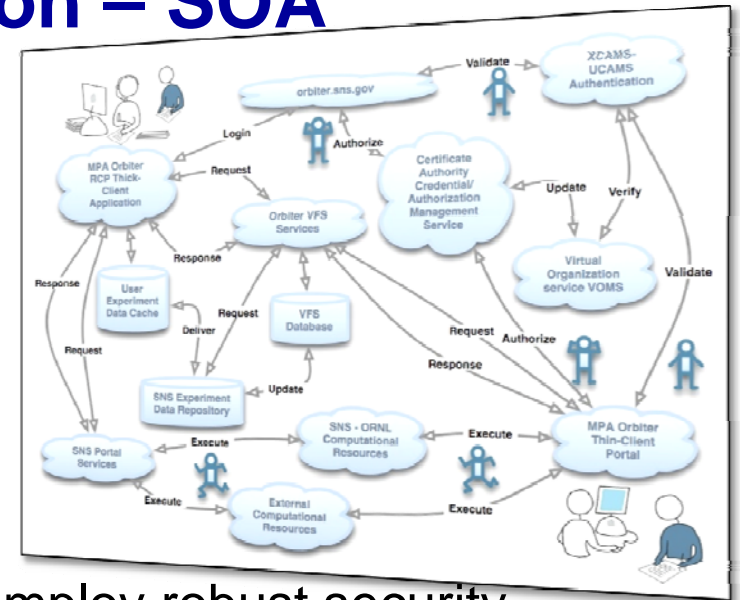 on – SOA
Validate
XCAMS-
UCAMS
Authentication
orbiter.sns.gov
Login
Authorize
MPA Orbiter
RCP Thick-
Client
Application
Request
Certificate
Authority
Credential/
Authorization
Management
Service
Update
Verify
Orbiter VFS
Services
Response
Virtual
Organization
service VOMS
Validate
Response
User
Experiment
Data Cache
Request
VFS
Database
Deliver
Request
Authorize
Request
Response
Update
SNS Experiment
Data Repository
SNS - ORNL
Computational
Resources
Execute
Execute
MPA Orbiter
Thin-Client
Portal
SNS Portal
Services
Execute
External
Computational
Resources
Execute
mploy robust security